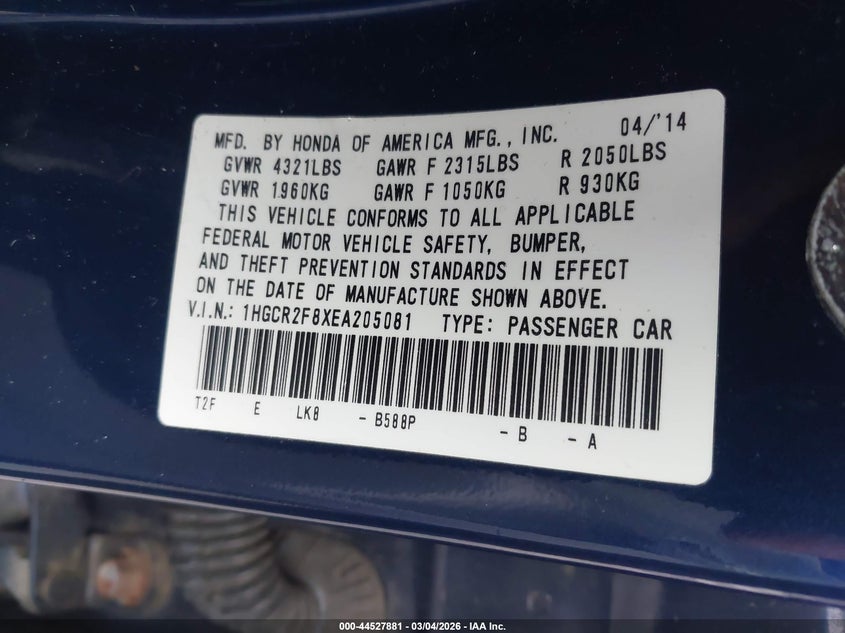 MFD. BY HONDA OF AMERICA MFG., INC. 04/'14
GVWR 4321LBS GAWR F 2315LBS R 2050LBS
GVWR 1960KG GAWR F 1050KG R 930KG
THIS VEHICLE CONFORMS TO ALL APPLICABLE
FEDERAL MOTOR VEHICLE SAFETY, BUMPER,
AND THEFT PREVENTION STANDARDS IN EFFECT
ON THE DATE OF MANUFACTURE SHOWN ABOVE.
V.I.N.: 1HGCR2F8XEA205081 TYPE: PASSENGER CAR
T2F E LK8 - B588P - B - A
000-44527881 - 03/04/2026 - IAA Inc.